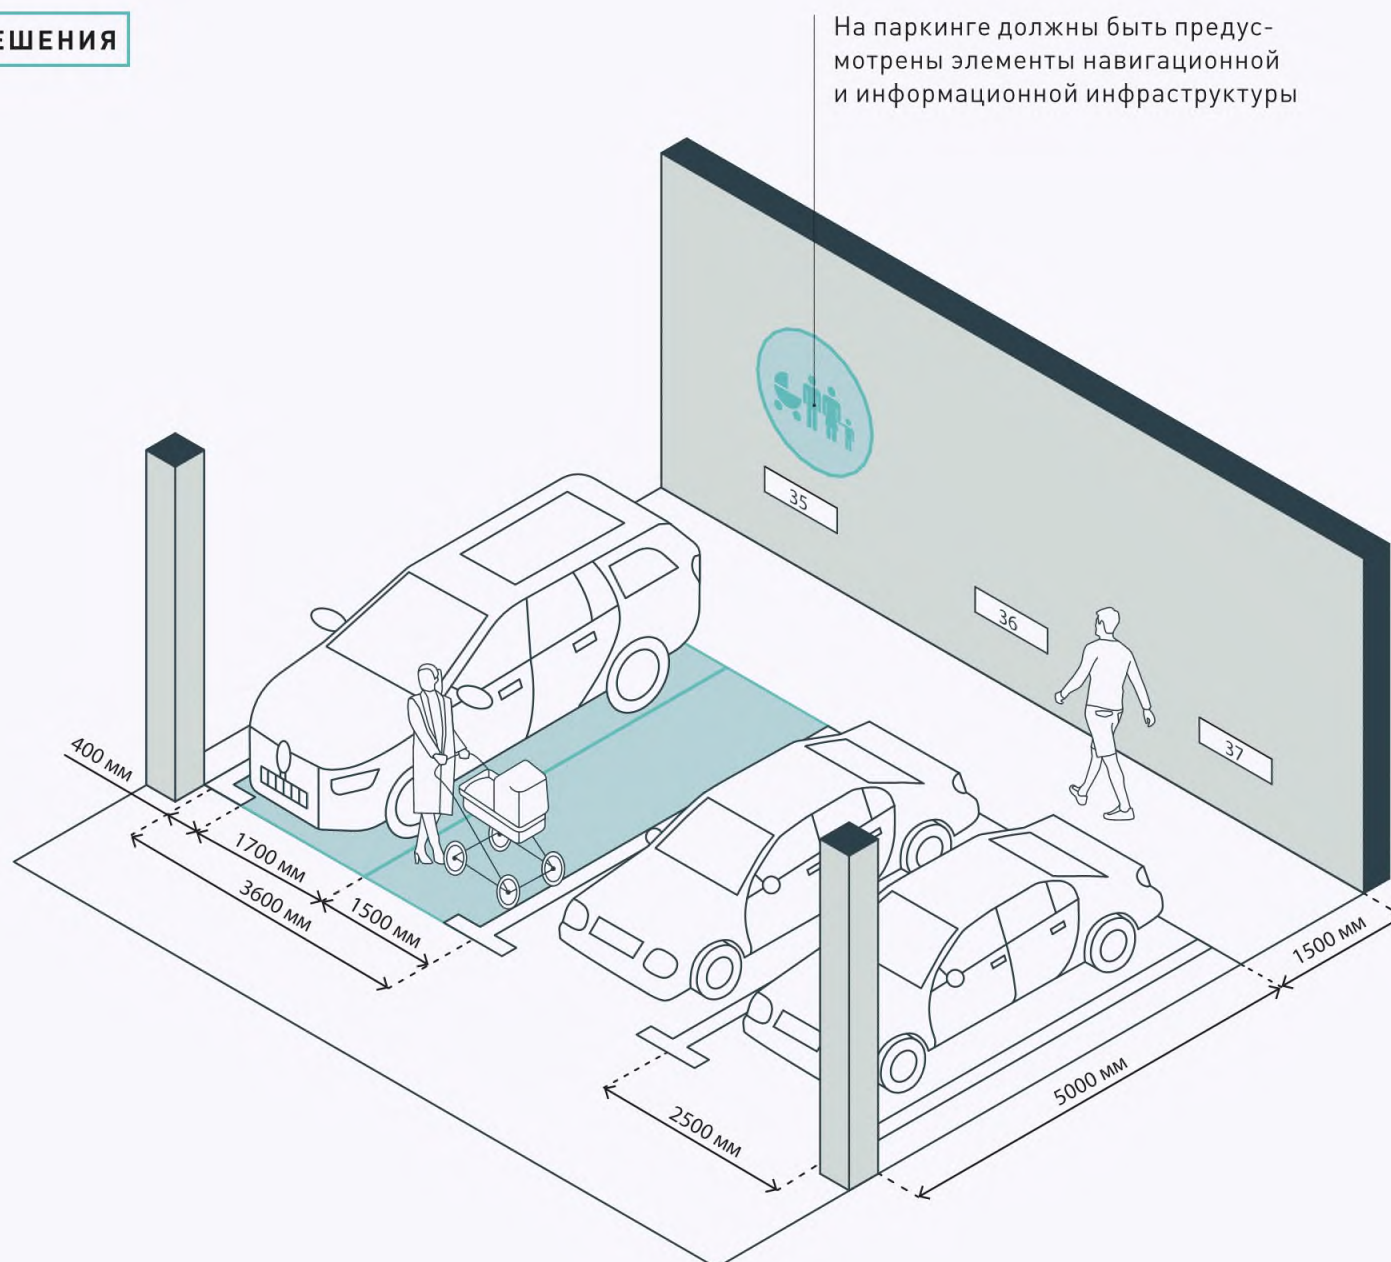 ЕШЕНИЯ
На паркинге должны быть предус-
мотрены элементы навигационной
и информационной инфраструктуры
35
36
37
400 мм
1700 мм
3600 мм
1500 мм
1500 мм
5000 мм
2500 мм